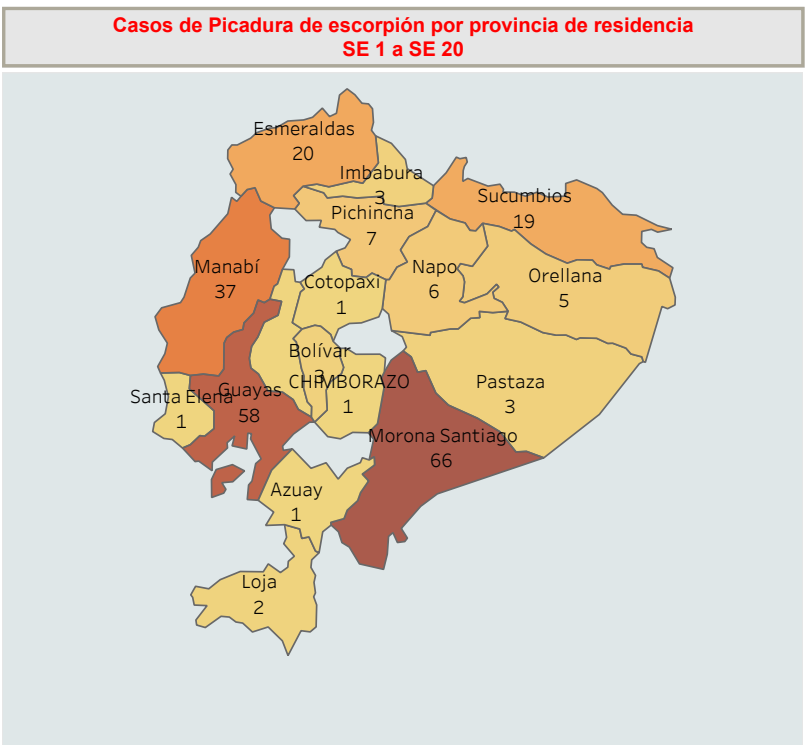 Casos de Picadura de escorpión por provincia de residencia
SE 1 a SE 20
Esmeraldas
20
Imbabura
3
Sucumbios
19
Pichincha
7
Manabí
37
Cotopaxi
1
Napo
6
Orellana
5
Bolívar
3
CHIMBORAZO
1
Pastaza
3
Santa Elena
1
Guayas
58
Morona Santiago
66
Azuay
1
Loja
2